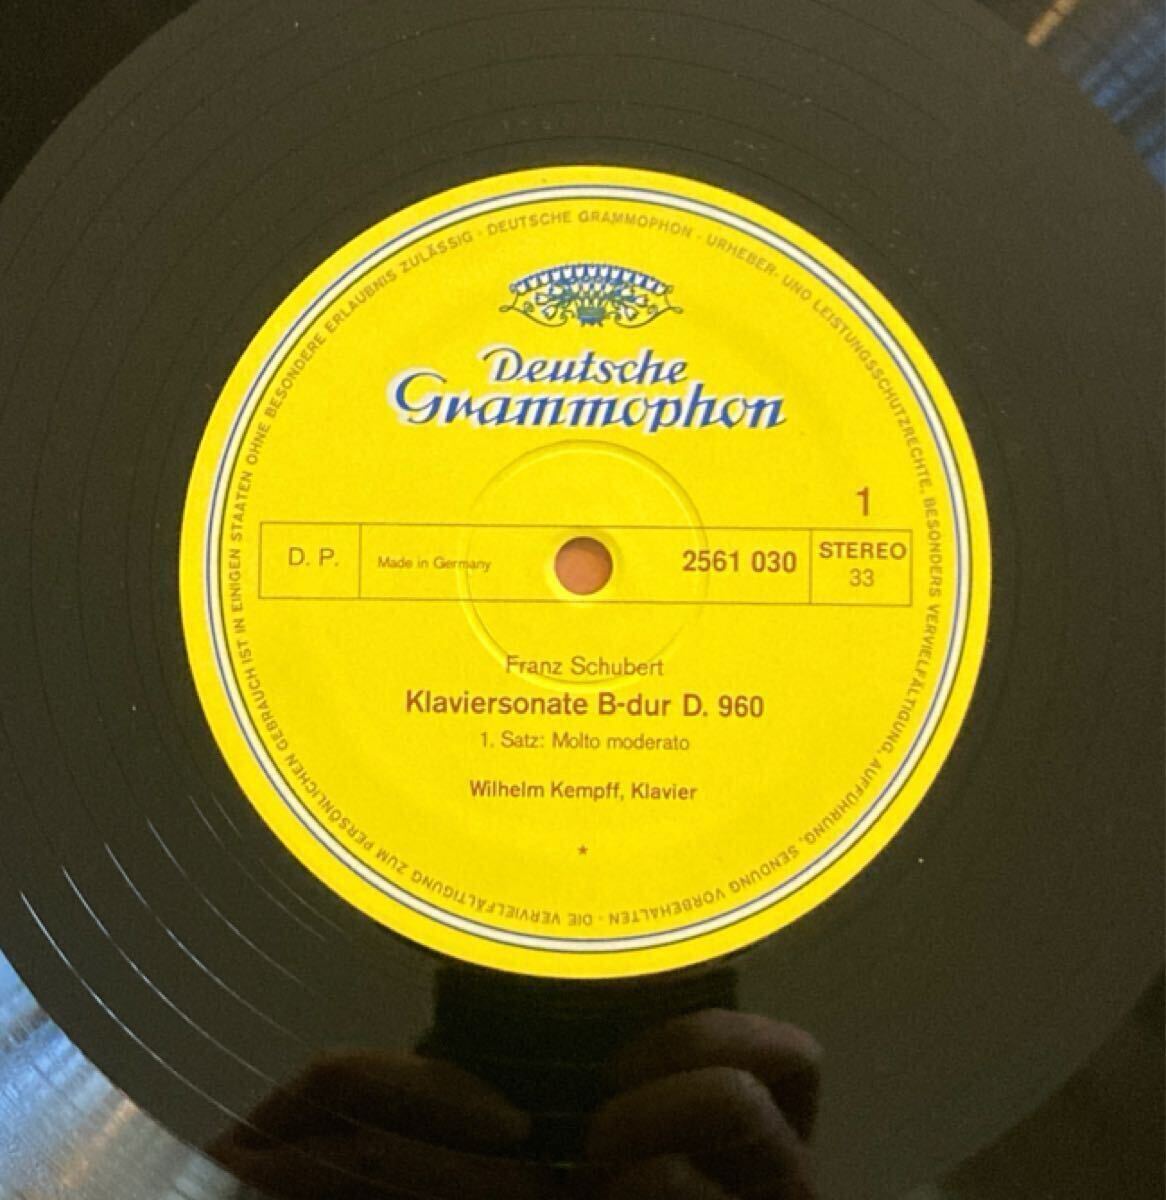 DEUTSCHE GRAMMOPHON · URHEBER- UND LEISTUNGSSCHUTZRECHTE, BESONDERS VERVIELFÄLTIGUNG, AUFFÜHRUNG, SENDUNG VORBEHALTEN · DIE VERVIELFÄLTIGUNG ZUM PERSÖNLICHEN GEBRAUCH IST IN EINIGEN STAATEN OHNE BESONDERE ERLAUBNIS ZULÄSSIG ·
Deutsche
Grammophon
1
D. P. Made in Germany 2561 030 STEREO
33
Franz Schubert
Klaviersonate B-dur D. 960
1. Satz: Molto moderato
Wilhelm Kempff, Klavier
*